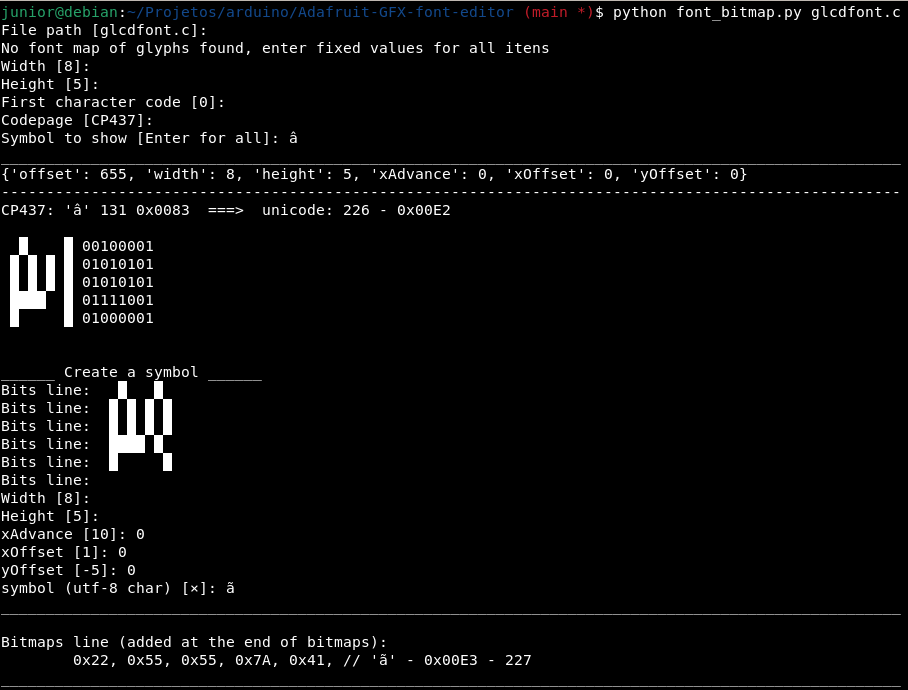 junior@debian:~/Projetos/arduino/Adafruit-GFX-font-editor (main *)$ python font_bitmap.py glcdfont.c
File path [glcdfont.c]:
No font map of glyphs found, enter fixed values for all itens
Width [8]:
Height [5]:
First character code [0]:
Codepage [CP437]:
Symbol to show [Enter for all]: â
{'offset': 655, 'width': 8, 'height': 5, 'xAdvance': 0, 'xOffset': 0, 'yOffset': 0}
----------------------------------------------------------------------------------------------------
CP437: 'â' 131 0x0083  ===>  unicode: 226 - 0x00E2
00100001
01010101
01010101
01111001
01000001
______ Create a symbol ______
Bits line:
Bits line:
Bits line:
Bits line:
Bits line:
Bits line:
Width [8]:
Height [5]:
xAdvance [10]: 0
xOffset [1]: 0
yOffset [-5]: 0
symbol (utf-8 char) [×]: ã
Bitmaps line (added at the end of bitmaps):
0x22, 0x55, 0x55, 0x7A, 0x41, // 'ã' - 0x00E3 - 227